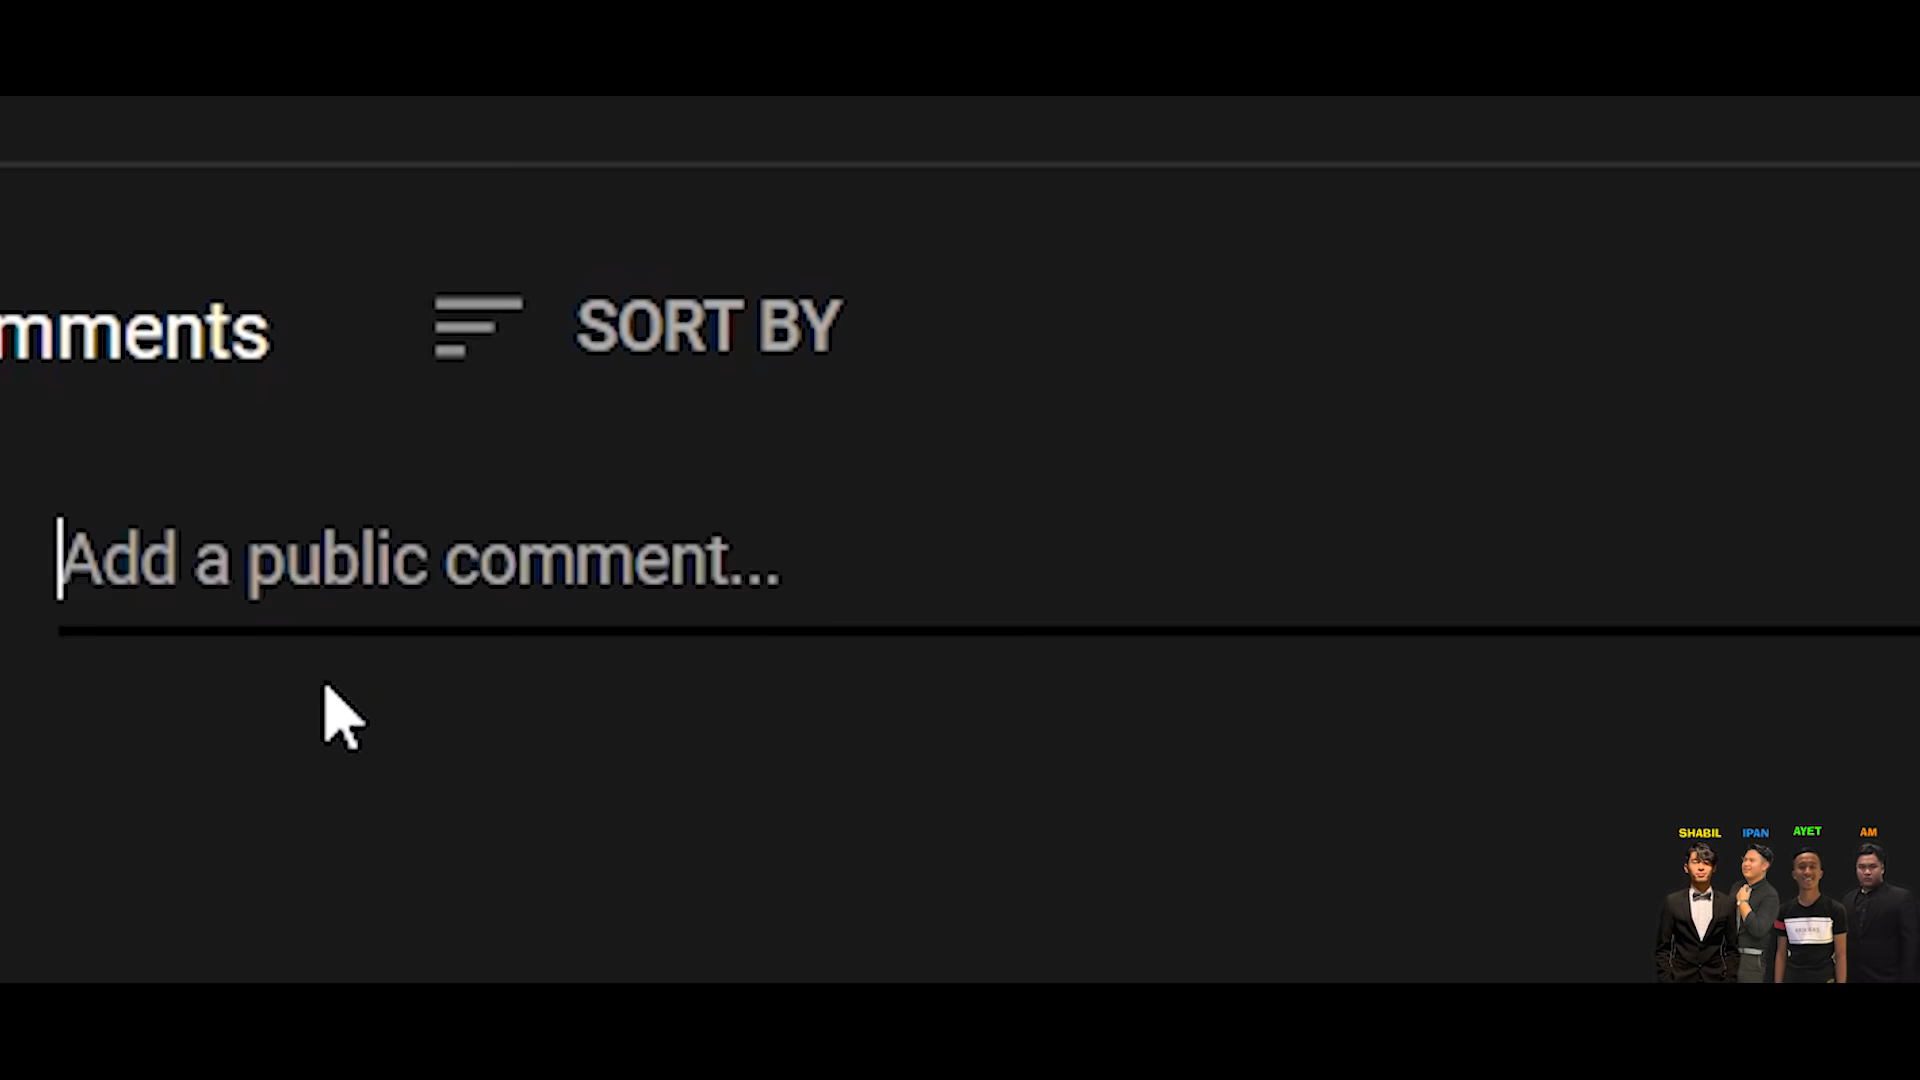 mments
SORT BY
Add a public comment...
SHABIL
IPAN
AYET
AM